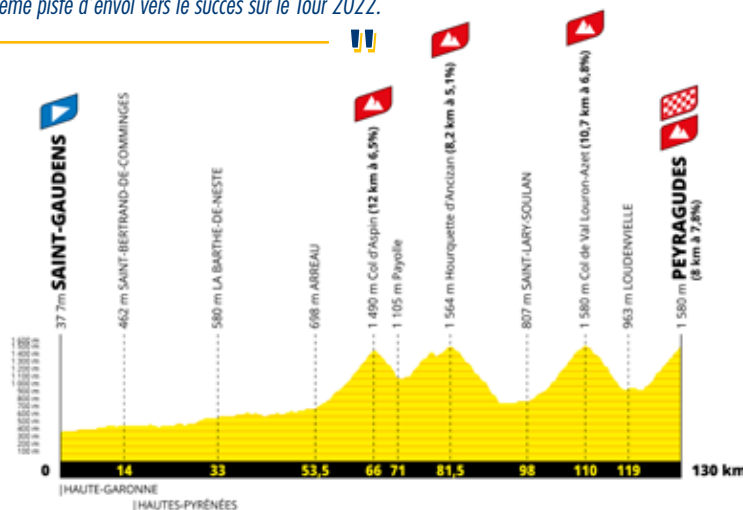 ème piste d'envol vers le succès sur le Tour 2022.
"
37 7m SAINT-GAUDENS
462 m SAINT-BERTRAND-DE-COMMINGES
580 m LA BARTHE-DE-NESTE
698 m ARREAU
1 490 m Col d'Aspin (12 km à 6,5%)
1 105 m Payolle
1 564 m Hourquette d'Ancizan (8,2 km à 5,1%)
807 m SAINT-LARY-SOULAN
1 580 m Col de Val Louron-Azet (10,7 km à 6,8%)
963 m LOUDENVIELLE
1 580 m PEYRAGUDES
(8 km à 7,8%)
0 14 33 53,5 66 71 81,5 98 110 119 130 km
|HAUTE-GARONNE
|HAUTES-PYRÉNÉES